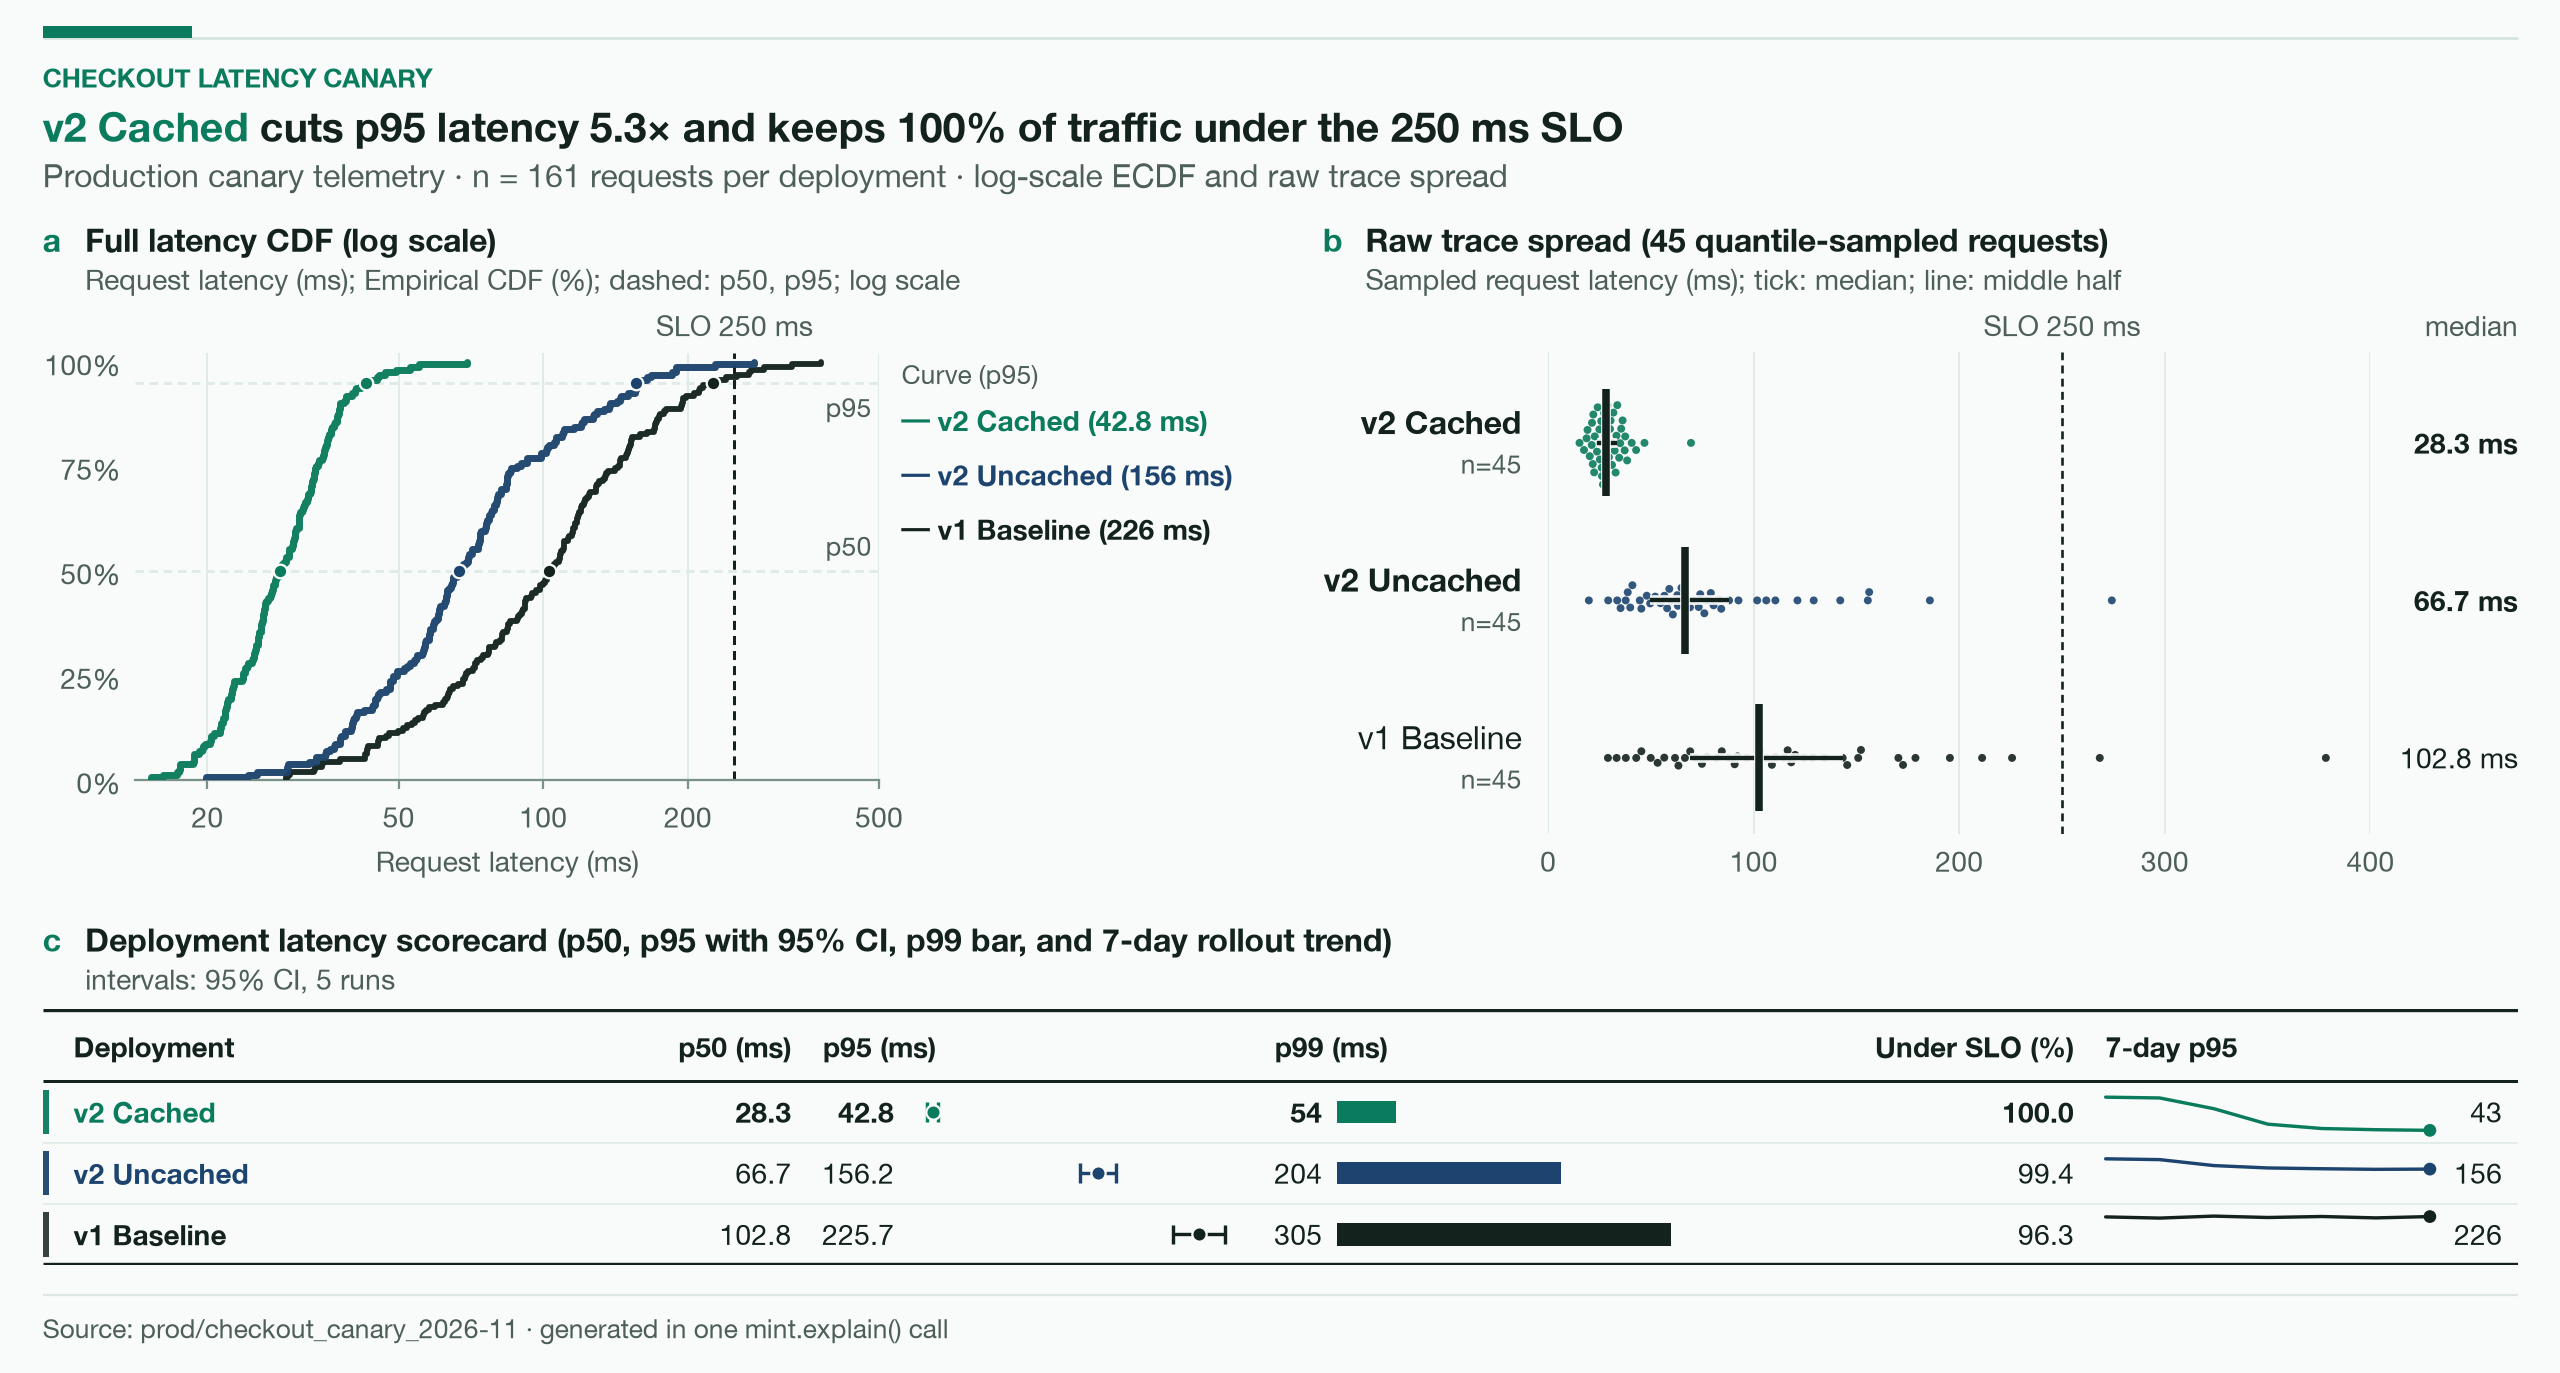 CHECKOUT LATENCY CANARY
v2 Cached cuts p95 latency 5.3× and keeps 100% of traffic under the 250 ms SLO
Production canary telemetry · n = 161 requests per deployment · log-scale ECDF and raw trace spread
a Full latency CDF (log scale)
Request latency (ms); Empirical CDF (%); dashed: p50, p95; log scale
SLO 250 ms
100%
75%
50%
25%
0%
p95
p50
20 50 100 200 500
Request latency (ms)
Curve (p95)
v2 Cached (42.8 ms)
v2 Uncached (156 ms)
v1 Baseline (226 ms)
b Raw trace spread (45 quantile-sampled requests)
Sampled request latency (ms); tick: median; line: middle half
SLO 250 ms median
v2 Cached
n=45
28.3 ms
v2 Uncached
n=45
66.7 ms
v1 Baseline
n=45
102.8 ms
0 100 200 300 400
c Deployment latency scorecard (p50, p95 with 95% CI, p99 bar, and 7-day rollout trend)
intervals: 95% CI, 5 runs
Deployment p50 (ms) p95 (ms) p99 (ms) Under SLO (%) 7-day p95
v2 Cached 28.3 42.8 54 100.0 43
v2 Uncached 66.7 156.2 204 99.4 156
v1 Baseline 102.8 225.7 305 96.3 226
Source: prod/checkout_canary_2026-11 · generated in one mint.explain() call